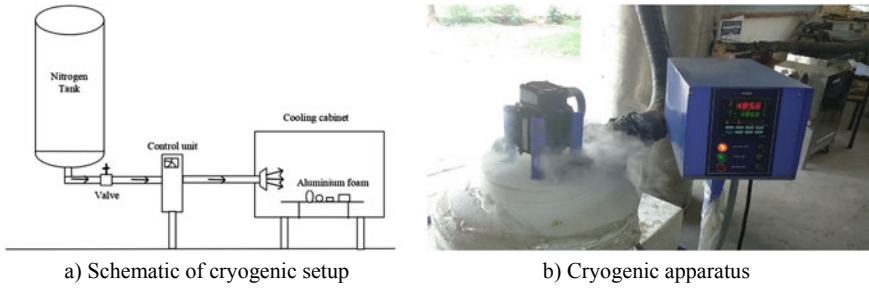 Nitrogen
Tank
Control unit
Cooling cabinet
Aluminium foam
Valve
a) Schematic of cryogenic setup
b) Cryogenic apparatus